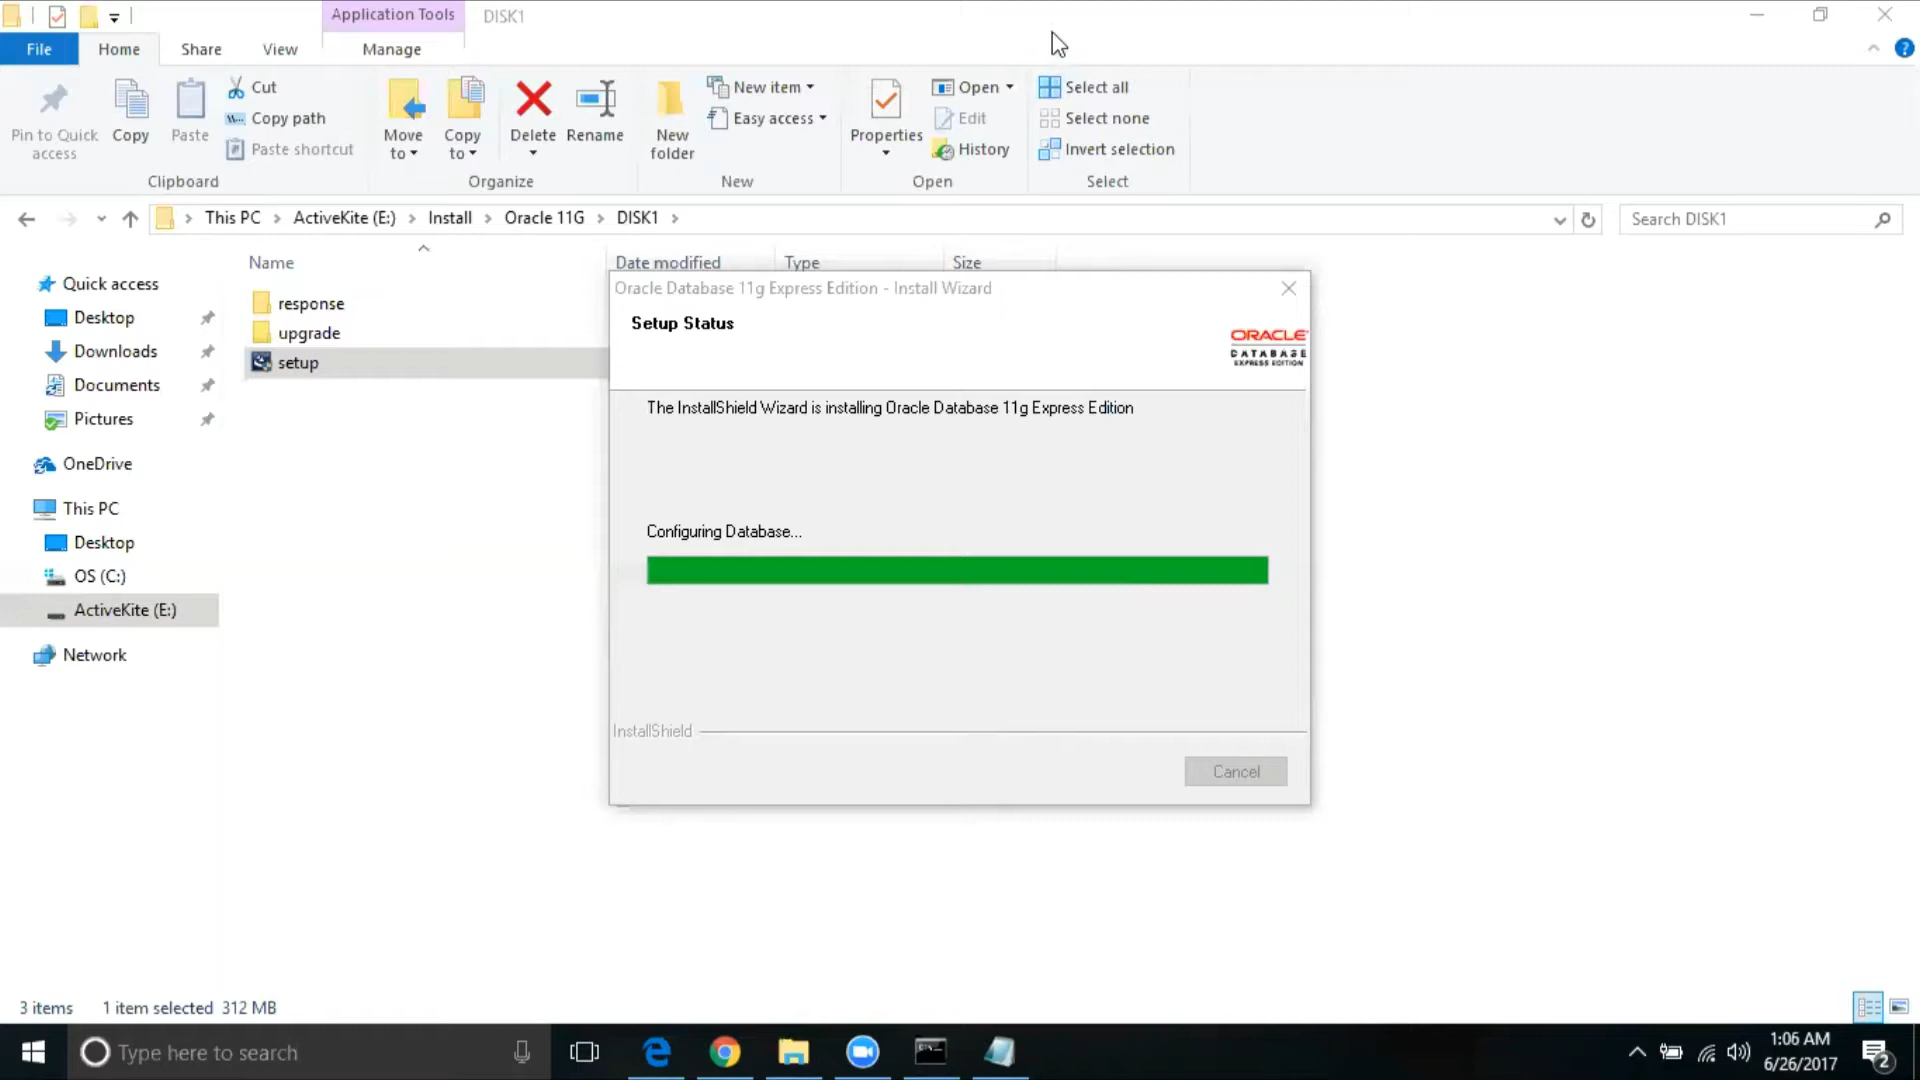 Application Tools
DISK1
File
Home
Share
View
Manage
Pin to Quick
access
Copy
Paste
Cut
Copy path
Paste shortcut
Clipboard
Move
to
Copy
to
Delete
Rename
Organize
New
folder
New item
Easy access
New
Properties
Open
Edit
History
Open
Select all
Select none
Invert selection
Select
This PC
ActiveKite (E:)
Install
Oracle 11G
DISK1
Search DISK1
Name
Date modified
Type
Size
Quick access
Desktop
Downloads
Documents
Pictures
OneDrive
This PC
Desktop
OS (C:)
ActiveKite (E:)
Network
response
upgrade
setup
Oracle Database 11g Express Edition - Install Wizard
Setup Status
ORACLE
DATABASE
EXPRESS EDITION
The InstallShield Wizard is installing Oracle Database 11g Express Edition
Configuring Database...
InstallShield
Cancel
3 items
1 item selected 312 MB
Type here to search
1:06 AM
6/26/2017
2